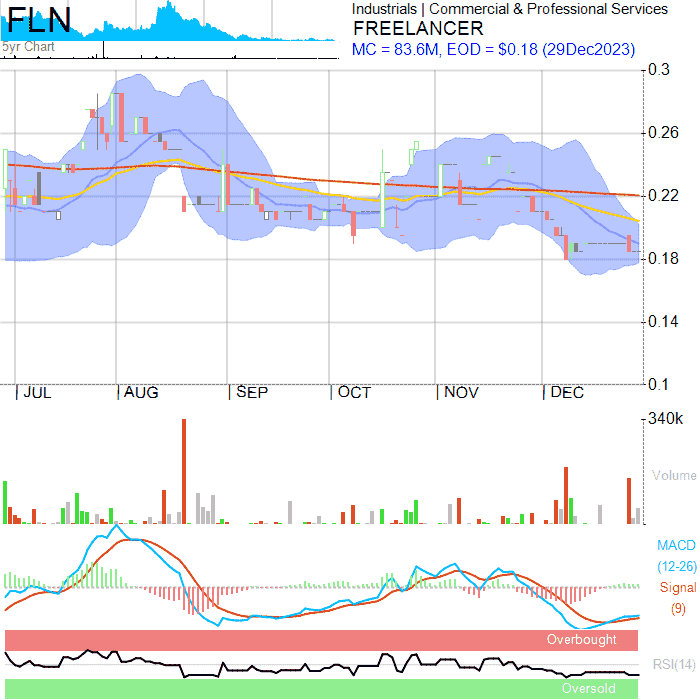 FLN
5yr Chart
Industrials | Commercial & Professional Services
FREELANCER
MC = 83.6M, EOD = $0.18 (29Dec2023)
0.3
0.26
0.22
0.18
0.14
0.1
JUL AUG SEP OCT NOV DEC
340k
Volume
MACD
(12-26)
Signal
(9)
Overbought
RSI(14)
Oversold